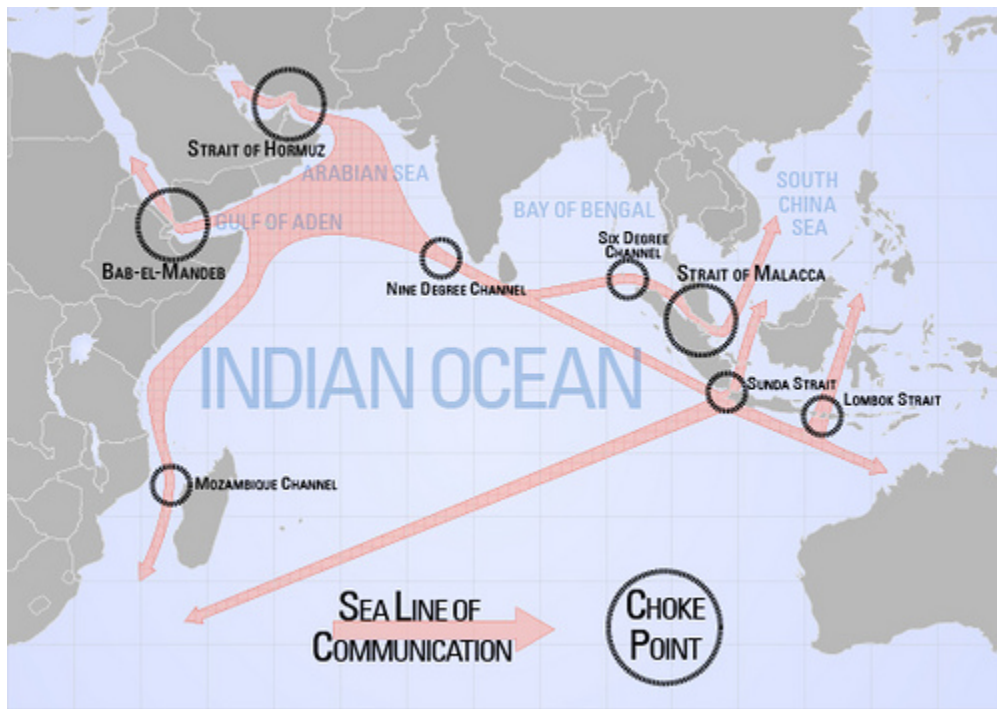 STRAIT OF HORMUZ
ARABIAN SEA
GULF OF ADEN
BAB-EL-MANDEB
BAY OF BENGAL
SOUTH
CHINA
SEA
SIX DEGREE
CHANNEL
STRAIT OF MALACCA
NINE DEGREE CHANNEL
INDIAN OCEAN
SUNDA STRAIT
LOMBOK STRAIT
MOZAMBIQUE CHANNEL
SEA LINE OF
COMMUNICATION
CHOKE
POINT